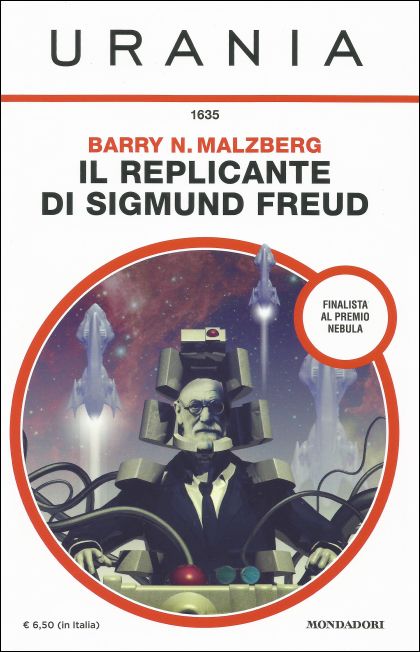 URANIA
1635
BARRY N. MALZBERG
IL REPLICANTE
DI SIGMUND FREUD
FINALISTA
AL PREMIO
NEBULA
€ 6,50 (in Italia)
MONDADORI